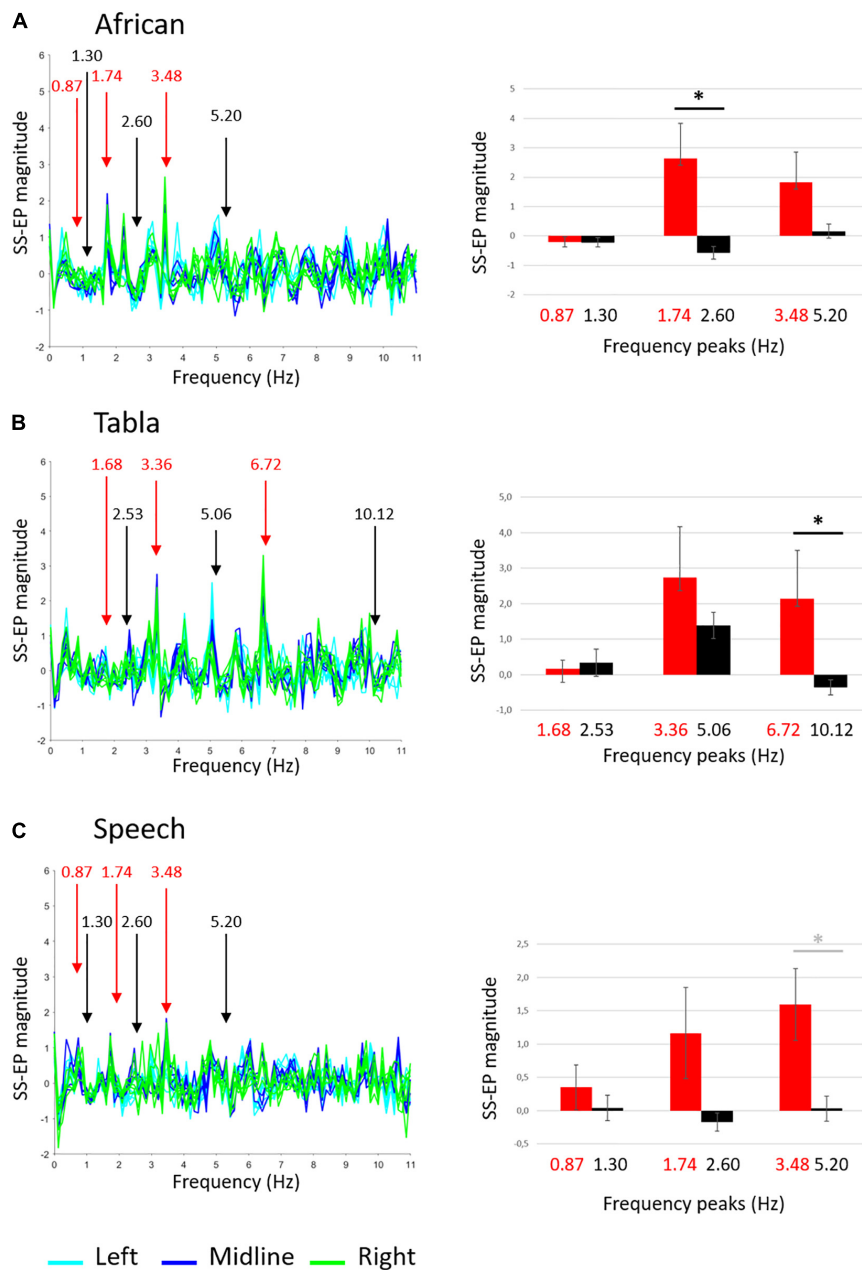 A African
1.30
0.87 1.74 3.48
2.60 5.20
SS-EP magnitude
6
5
4
3
2
1
0
-1
-2
0 1 2 3 4 5 6 7 8 9 10 11
Frequency (Hz)
SS-EP magnitude
5
4
3
2
1
0
-1
-2
*
0.87 1.30 1.74 2.60 3.48 5.20
Frequency peaks (Hz)
B Tabla
1.68 3.36 6.72
2.53 5.06 10.12
SS-EP magnitude
6
5
4
3
2
1
0
-1
-2
0 1 2 3 4 5 6 7 8 9 10 11
Frequency (Hz)
SS-EP magnitude
5,0
4,0
3,0
2,0
1,0
0,0
-1,0
*
1.68 2.53 3.36 5.06 6.72 10.12
Frequency peaks (Hz)
C Speech
0.87 1.74 3.48
1.30 2.60 5.20
SS-EP magnitude
6
5
4
3
2
1
0
-1
-2
0 1 2 3 4 5 6 7 8 9 10 11
Frequency (Hz)
SS-EP magnitude
2,5
2,0
1,5
1,0
0,5
0,0
-0,5
*
0.87 1.30 1.74 2.60 3.48 5.20
Frequency peaks (Hz)
Left Midline Right